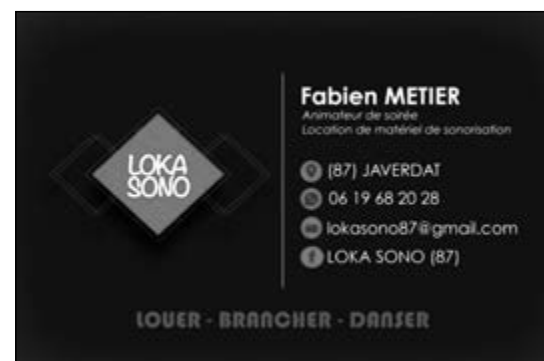 LOKA
SONO
Fabien METIER
Animateur de soirée
Location de matériel de sonorisation
(87) JAVERDAT
06 19 68 20 28
lokasono87@gmail.com
LOKA SONO (87)
LOUER - BRANCHER - DANSER